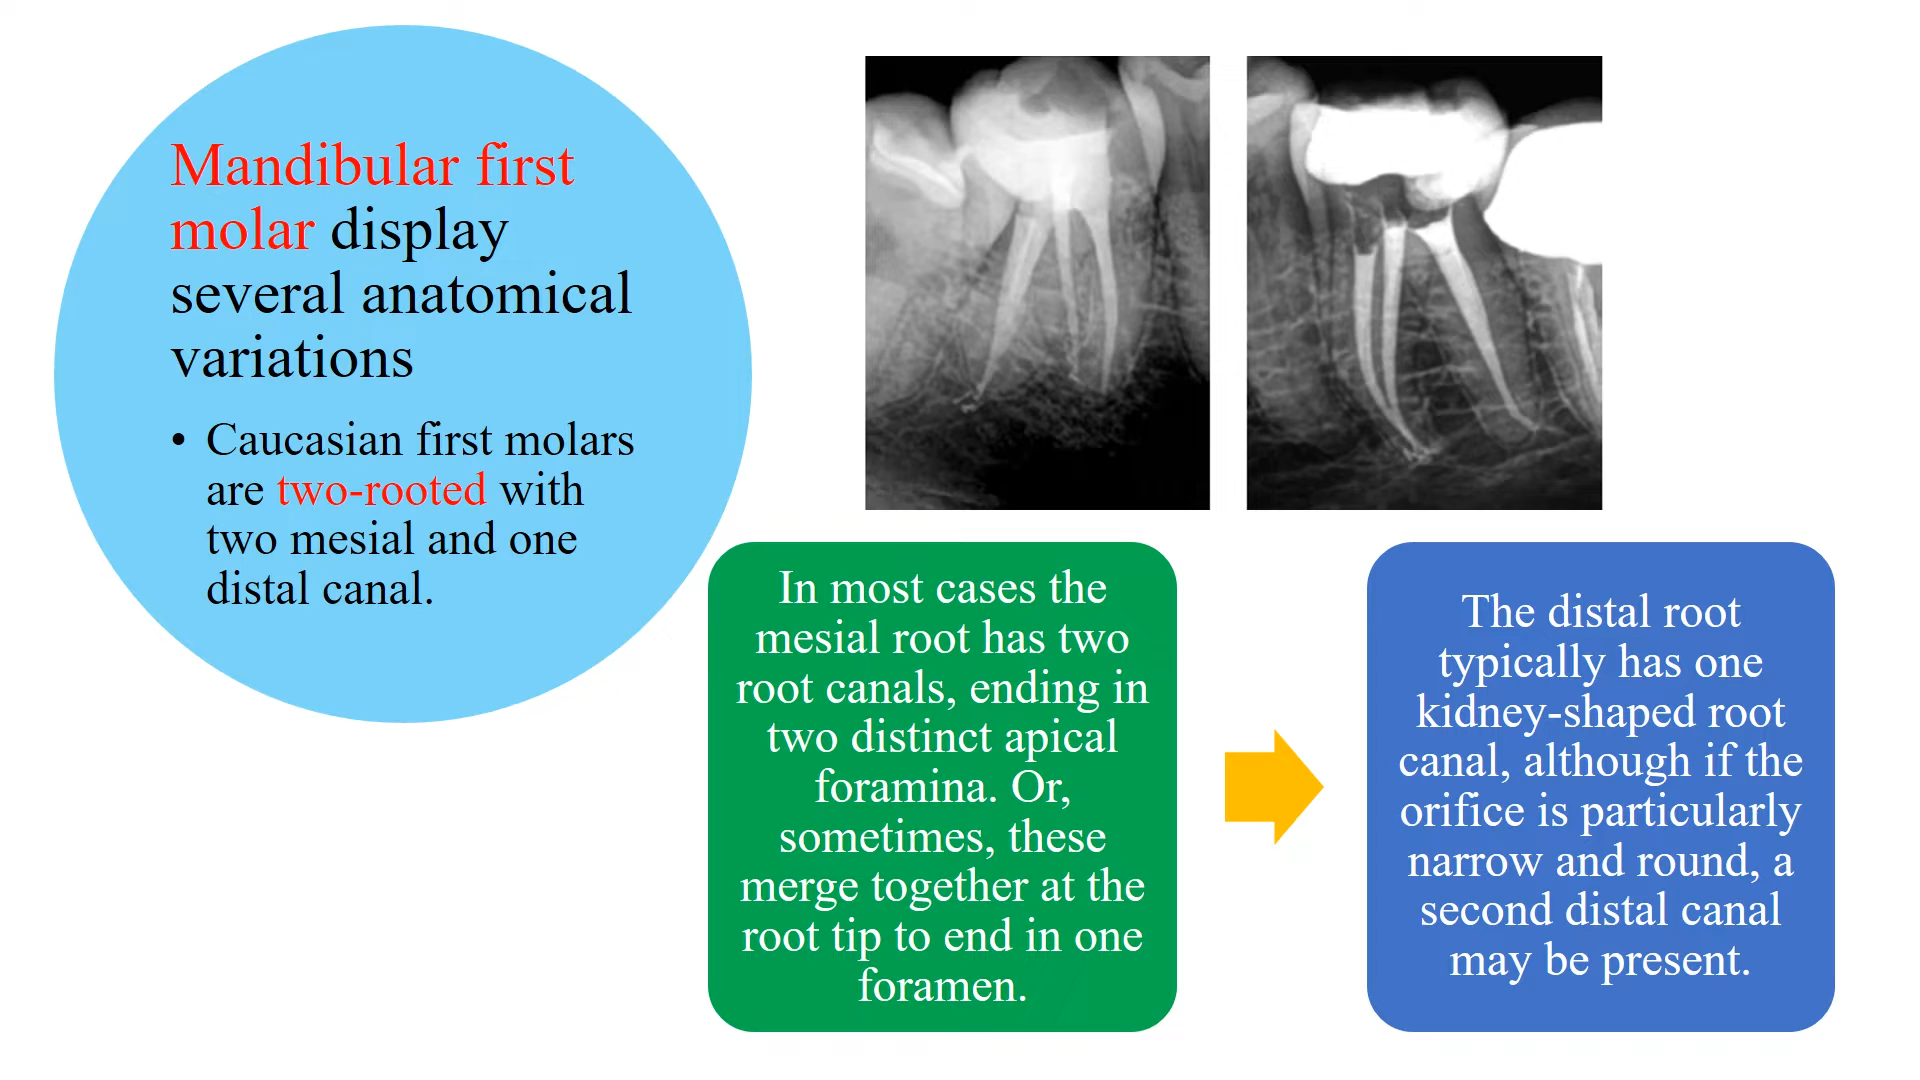 Mandibular first
molar display
several anatomical
variations
• Caucasian first molars
are two-rooted with
two mesial and one
distal canal.
In most cases the
mesial root has two
root canals, ending in
two distinct apical
foramina. Or,
sometimes, these
merge together at the
root tip to end in one
foramen.
The distal root
typically has one
kidney-shaped root
canal, although if the
orifice is particularly
narrow and round, a
second distal canal
may be present.